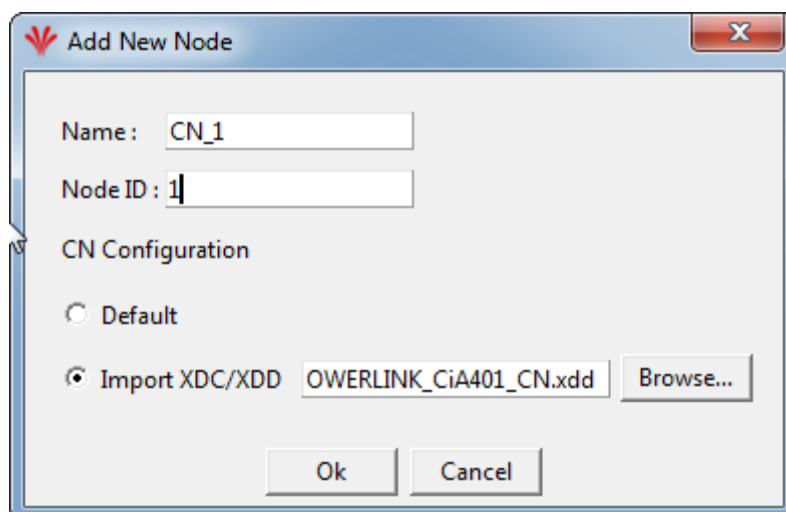 Add New Node
Name : CN_1
Node ID : 1
CN Configuration
Default
Import XDC/XDD OWERLINK_CiA401_CN.xdd Browse...
Ok Cancel